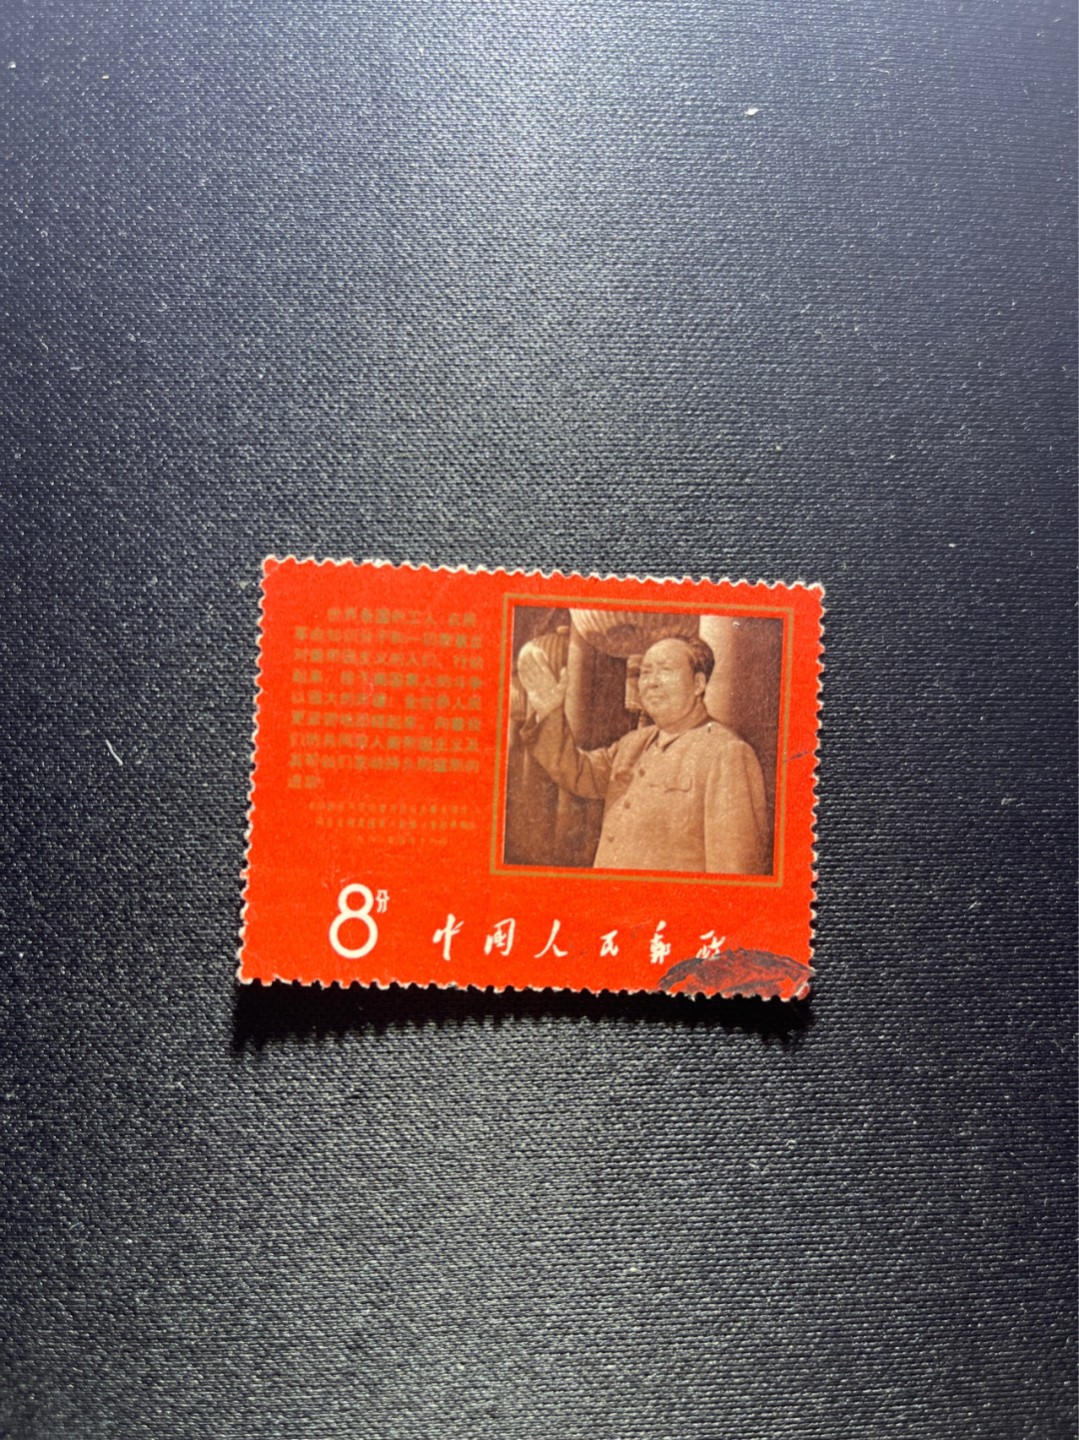 世界各国的工人、农民、
革命知识分子和一切愿意反
对美帝国主义的人们，行动
起来，给予美国黑人的斗争
以强大的声援！全世界人民
更紧密地团结起来，向着我
们的共同敌人美帝国主义及
其帮凶们发动持久的猛烈的
进攻！
8分 中国人民邮政